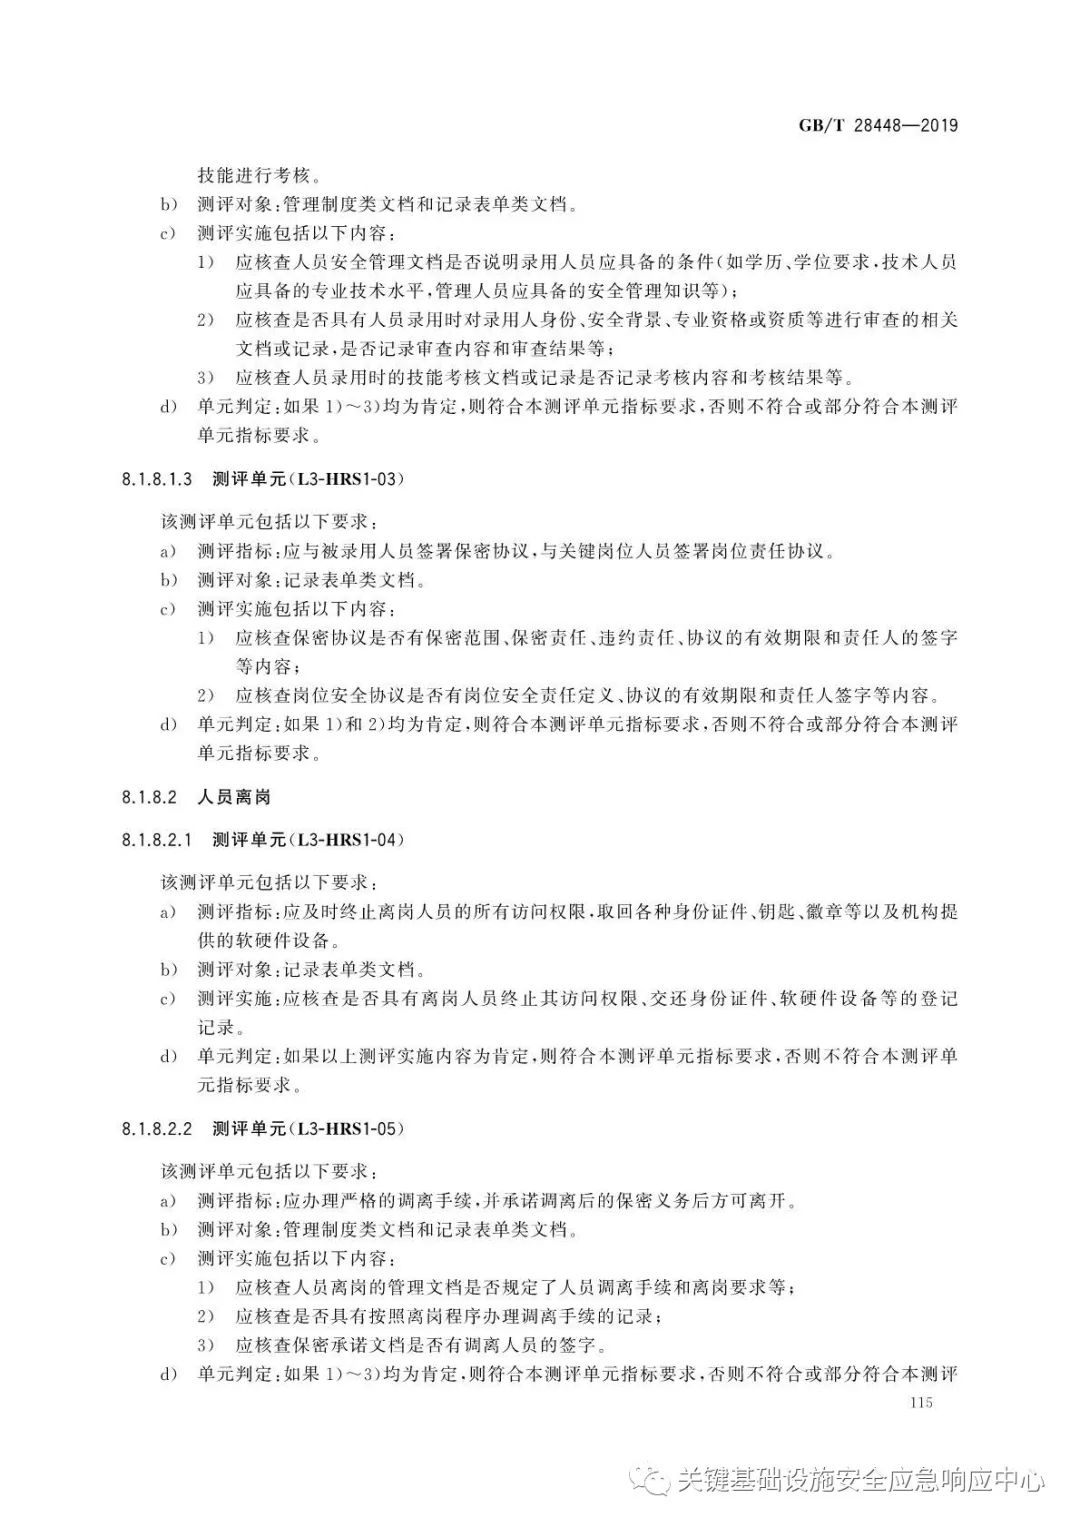 GB/T 28448—2019
技能进行考核。
b) 测评对象:管理制度类文档和记录表单类文档。
c) 测评实施包括以下内容:
1) 应核查人员安全管理文档是否说明录用人员应具备的条件(如学历、学位要求,技术人员
应具备的专业技术水平,管理人员应具备的安全管理知识等);
2) 应核查是否具有人员录用时对录用人身份、安全背景、专业资格或资质等进行审查的相关
文档或记录,是否记录审查内容和审查结果等;
3) 应核查人员录用时的技能考核文档或记录是否记录考核内容和考核结果等。
d) 单元判定:如果 1)～3)均为肯定,则符合本测评单元指标要求,否则不符合或部分符合本测评
单元指标要求。
8.1.8.1.3 测评单元(L3-HRS1-03)
该测评单元包括以下要求:
a) 测评指标:应与被录用人员签署保密协议,与关键岗位人员签署岗位责任协议。
b) 测评对象:记录表单类文档。
c) 测评实施包括以下内容:
1) 应核查保密协议是否有保密范围、保密责任、违约责任、协议的有效期限和责任人的签字
等内容;
2) 应核查岗位安全协议是否有岗位安全责任定义、协议的有效期限和责任人签字等内容。
d) 单元判定:如果 1)和 2)均为肯定,则符合本测评单元指标要求,否则不符合或部分符合本测评
单元指标要求。
8.1.8.2 人员离岗
8.1.8.2.1 测评单元(L3-HRS1-04)
该测评单元包括以下要求:
a) 测评指标:应及时终止离岗人员的所有访问权限,取回各种身份证件、钥匙、徽章等以及机构提
供的软硬件设备。
b) 测评对象:记录表单类文档。
c) 测评实施:应核查是否具有离岗人员终止其访问权限、交还身份证件、软硬件设备等的登记
记录。
d) 单元判定:如果以上测评实施内容为肯定,则符合本测评单元指标要求,否则不符合本测评单
元指标要求。
8.1.8.2.2 测评单元(L3-HRS1-05)
该测评单元包括以下要求:
a) 测评指标:应办理严格的调离手续,并承诺调离后的保密义务后方可离开。
b) 测评对象:管理制度类文档和记录表单类文档。
c) 测评实施包括以下内容:
1) 应核查人员离岗的管理文档是否规定了人员调离手续和离岗要求等;
2) 应核查是否具有按照离岗程序办理调离手续的记录;
3) 应核查保密承诺文档是否有调离人员的签字。
d) 单元判定:如果 1)～3)均为肯定,则符合本测评单元指标要求,否则不符合或部分符合本测评
115
关键基础设施安全应急响应中心